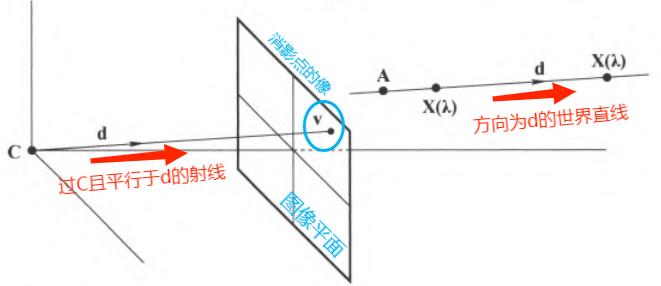 消影点的像
X(λ)
d
A
X(λ)
方向为d的世界直线
v
d
C
过C且平行于d的射线
图像平面